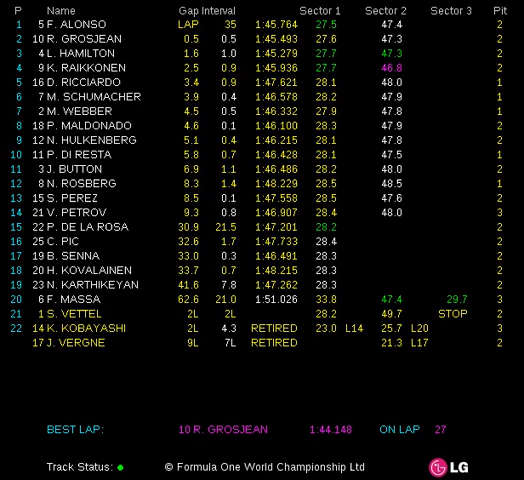 P Name Gap Interval Sector 1 Sector 2 Sector 3 Pit
1 5 F. ALONSO LAP 35 1:45.764 27.5 47.4 2
2 10 R. GROSJEAN 0.5 0.5 1:45.493 27.6 47.3 2
3 4 L. HAMILTON 1.6 1.0 1:45.279 27.7 47.3 2
4 9 K. RAIKKONEN 2.5 0.9 1:45.936 27.7 46.8 2
5 16 D. RICCIARDO 3.4 0.9 1:47.621 28.1 48.0 1
6 7 M. SCHUMACHER 3.9 0.4 1:46.578 28.2 47.9 1
7 2 M. WEBBER 4.5 0.5 1:46.332 27.9 47.8 1
8 18 P. MALDONADO 4.6 0.1 1:46.100 28.3 47.9 2
9 12 N. HULKENBERG 5.1 0.4 1:46.215 28.1 47.8 2
10 11 P. DI RESTA 5.8 0.7 1:46.428 28.1 47.5 1
11 3 J. BUTTON 6.9 1.1 1:46.486 28.2 48.0 2
12 8 N. ROSBERG 8.3 1.4 1:48.229 28.5 48.5 1
13 15 S. PEREZ 8.5 0.1 1:47.558 28.5 47.6 2
14 21 V. PETROV 9.3 0.8 1:46.907 28.4 48.0 3
15 22 P. DE LA ROSA 30.9 21.5 1:47.201 28.2 2
16 25 C. PIC 32.6 1.7 1:47.733 28.4 2
17 19 B. SENNA 33.0 0.3 1:46.491 28.3 2
18 20 H. KOVALAINEN 33.7 0.7 1:48.215 28.3 2
19 23 N. KARTHIKEYAN 41.6 7.8 1:47.262 28.3 2
20 6 F. MASSA 62.6 21.0 1:51.026 33.8 47.4 29.7 3
21 1 S. VETTEL 2L 2L 28.2 49.7 STOP 2
22 14 K. KOBAYASHI 2L 4.3 RETIRED 23.0 L14 25.7 L20 3
17 J. VERGNE 9L 7L RETIRED 21.3 L17 2
BEST LAP: 10 R. GROSJEAN 1:44.148 ON LAP 27
Track Status: © Formula One World Championship Ltd LG